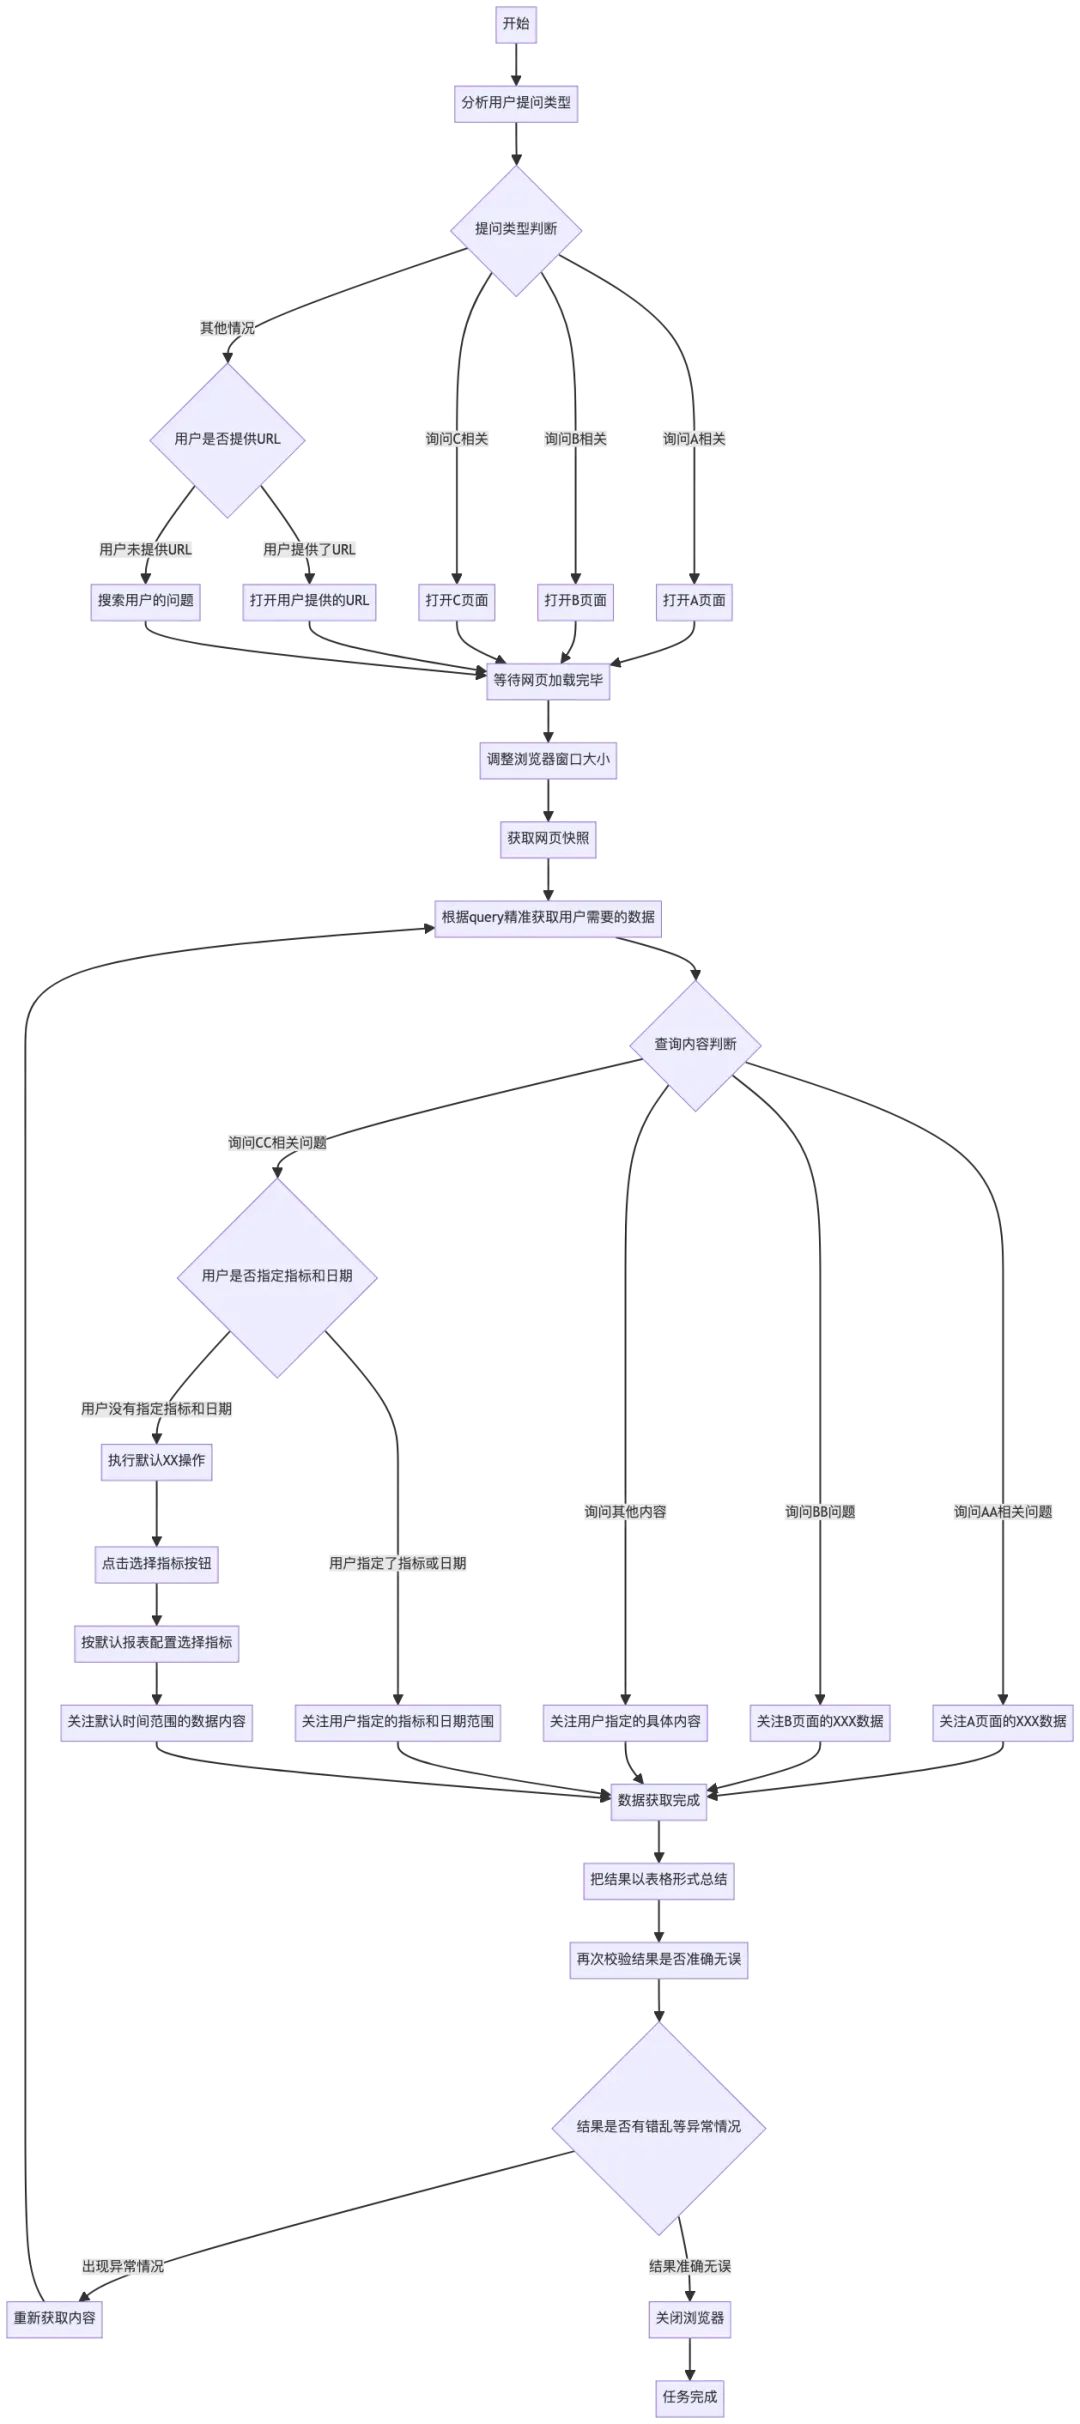 开始
分析用户提问类型
提问类型判断
其他情况
用户是否提供URL
询问C相关
询问B相关
询问A相关
用户未提供URL
用户提供了URL
搜索用户的问题
打开用户提供的URL
打开C页面
打开B页面
打开A页面
等待网页加载完毕
调整浏览器窗口大小
获取网页快照
根据query精准获取用户需要的数据
查询内容判断
询问CC相关问题
用户是否指定指标和日期
用户没有指定指标和日期
执行默认XX操作
询问其他内容
询问BB问题
询问AA相关问题
点击选择指标按钮
用户指定了指标或日期
按默认报表配置选择指标
关注默认时间范围的数据内容
关注用户指定的指标和日期范围
关注用户指定的具体内容
关注B页面的XXX数据
关注A页面的XXX数据
数据获取完成
把结果以表格形式总结
再次校验结果是否准确无误
结果是否有错乱等异常情况
出现异常情况
结果准确无误
重新获取内容
关闭浏览器
任务完成